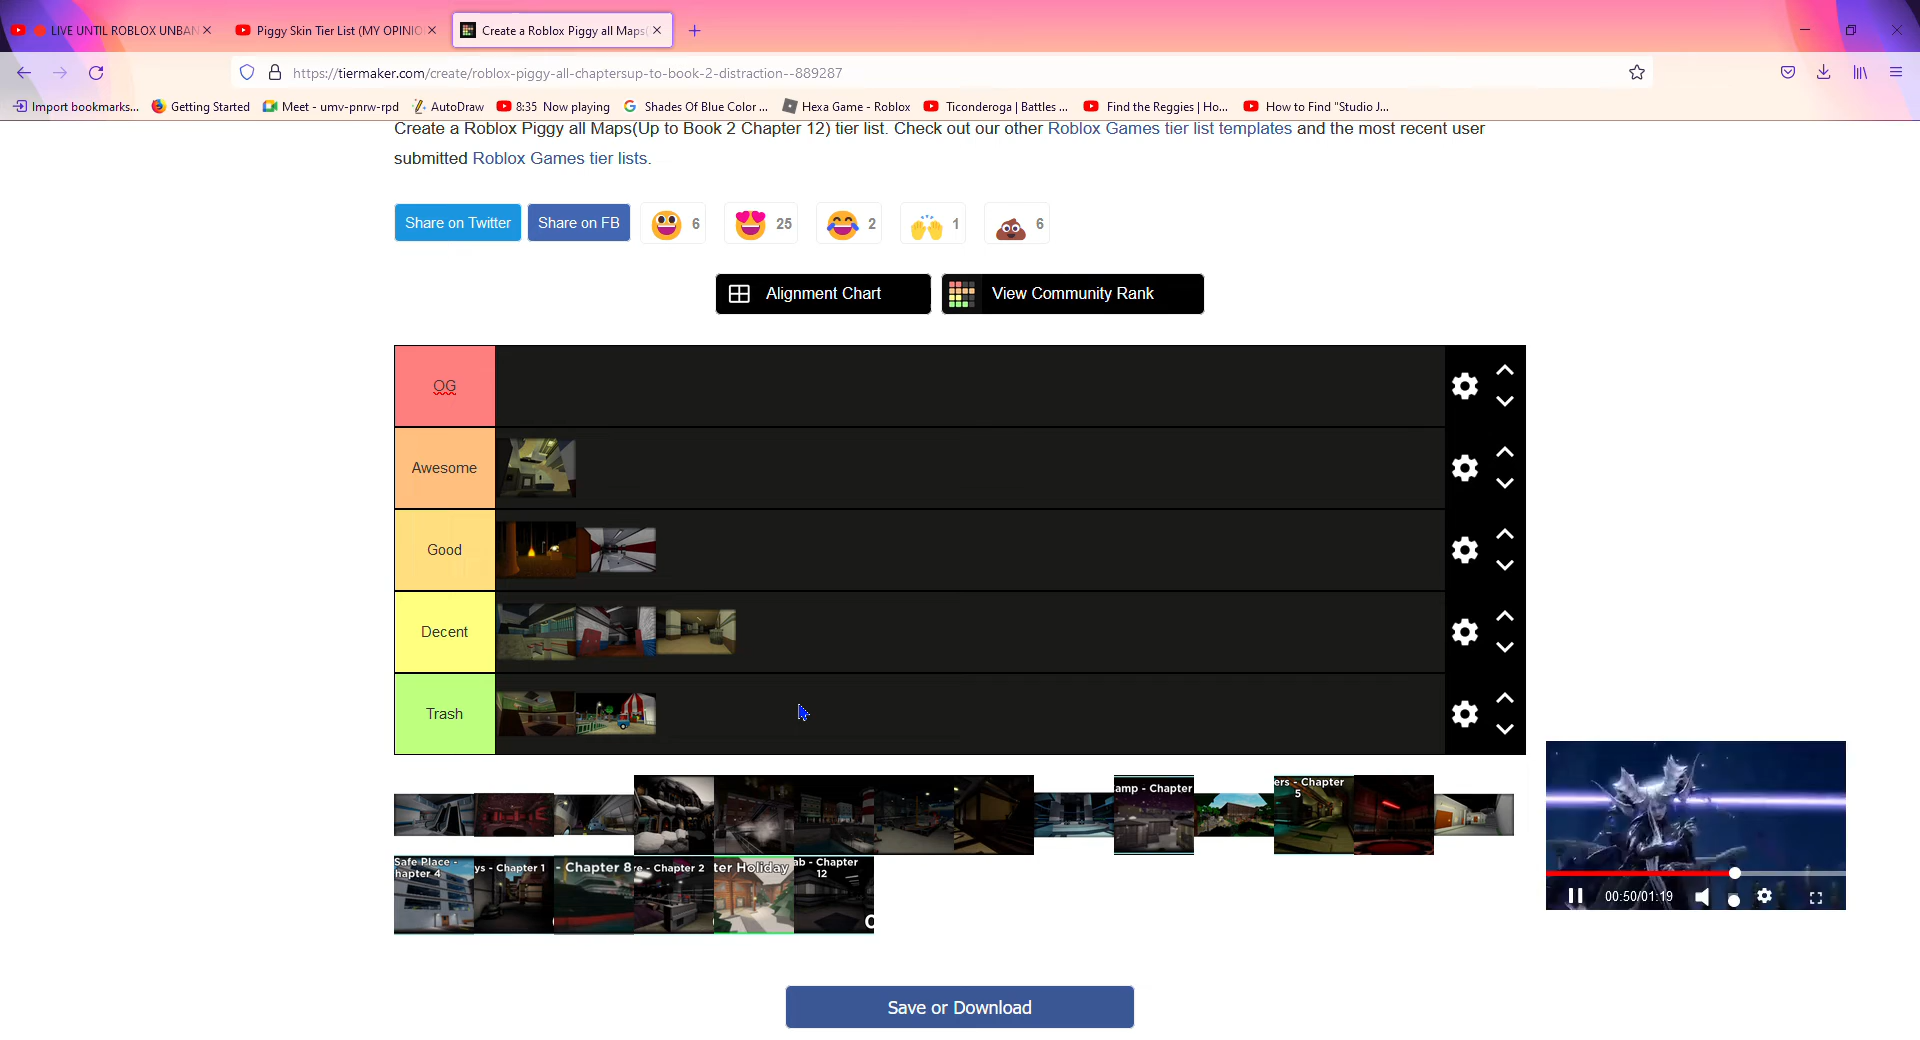 LIVE UNTIL ROBLOX UNBAN
Piggy Skin Tier List (MY OPINIO
Create a Roblox Piggy all Maps(
https://tiermaker.com/create/roblox-piggy-all-chaptersup-to-book-2-distraction--889287
Import bookmarks...
Getting Started
Meet - umv-pnrw-rpd
AutoDraw
8:35 Now playing
Shades Of Blue Color ...
Hexa Game - Roblox
Ticonderoga | Battles ...
Find the Reggies | Ho...
How to Find "Studio J...
Create a Roblox Piggy all Maps(Up to Book 2 Chapter 12) tier list. Check out our other Roblox Games tier list templates and the most recent user
submitted Roblox Games tier lists.
Share on Twitter
Share on FB
6
25
2
1
6
Alignment Chart
View Community Rank
OG
Awesome
Good
Decent
Trash
amp - Chapter
ers - Chapter
5
Safe Place -
hapter 4
ys - Chapter 1
- Chapter 8
re - Chapter 2
ter Holiday
ab - Chapter
12
00:50/01:19
Save or Download